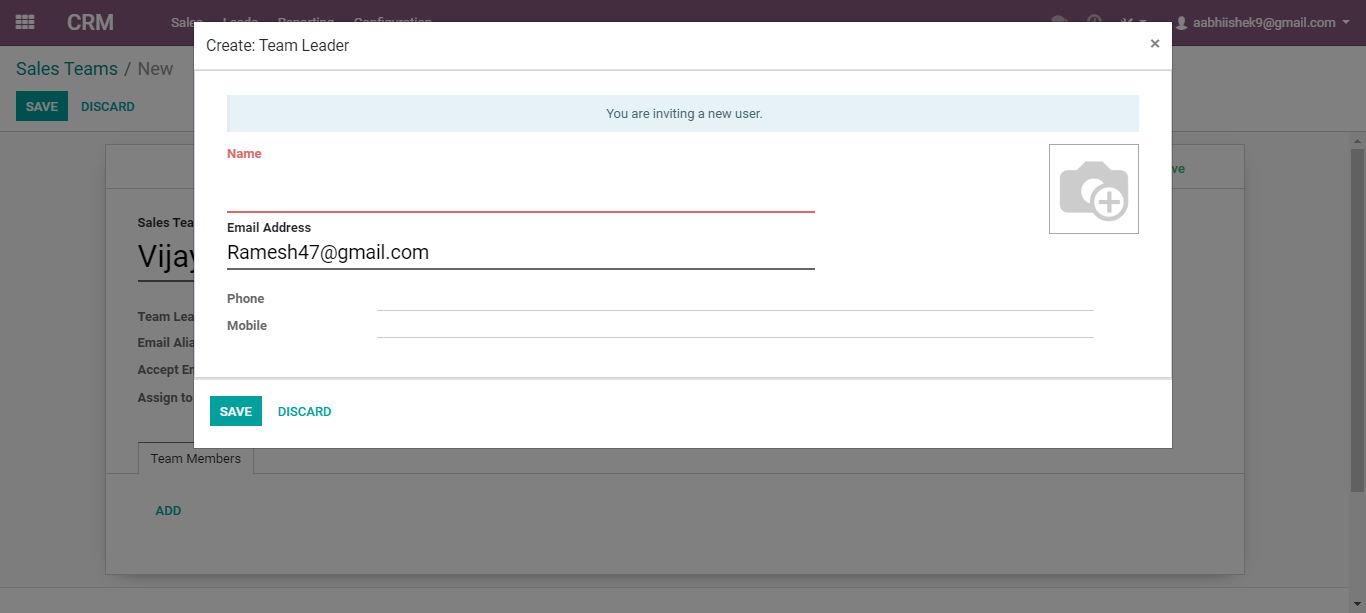 CRM
Sales Leads Reporting Configuration
aabhiishek9@gmail.com
Create: Team Leader
×
Sales Teams / New
SAVE DISCARD
You are inviting a new user.
Name
Sales Tea
Email Address
Vijay
Ramesh47@gmail.com
Phone
Team Lea
Mobile
Email Alia
Accept Em
Assign to
SAVE DISCARD
Team Members
ADD